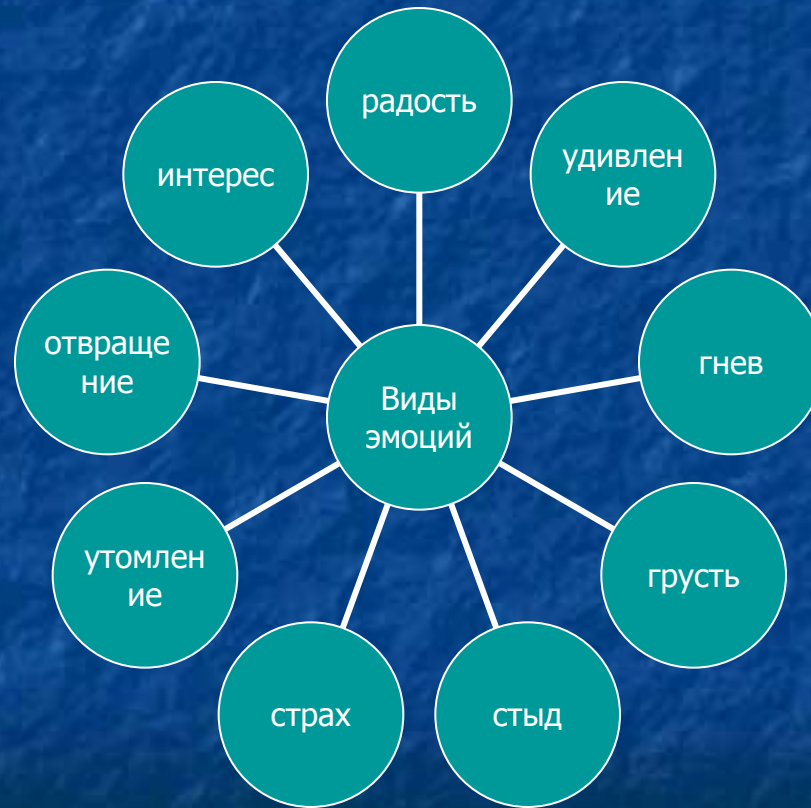 радость
удивлен
ие
интерес
гнев
отвраще
ние
Виды
эмоций
грусть
утомлен
ие
стыд
страх